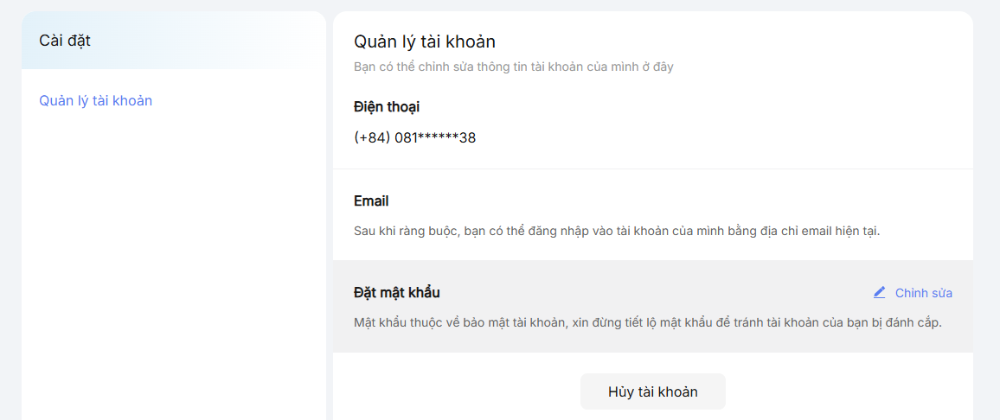 Cài đặt
Quản lý tài khoản
Quản lý tài khoản
Bạn có thể chỉnh sửa thông tin tài khoản của mình ở đây
Điện thoại
(+84) 081******38
Email
Sau khi ràng buộc, bạn có thể đăng nhập vào tài khoản của mình bằng địa chỉ email hiện tại.
Đặt mật khẩu
Chỉnh sửa
Mật khẩu thuộc về bảo mật tài khoản, xin đừng tiết lộ mật khẩu để tránh tài khoản của bạn bị đánh cắp.
Hủy tài khoản